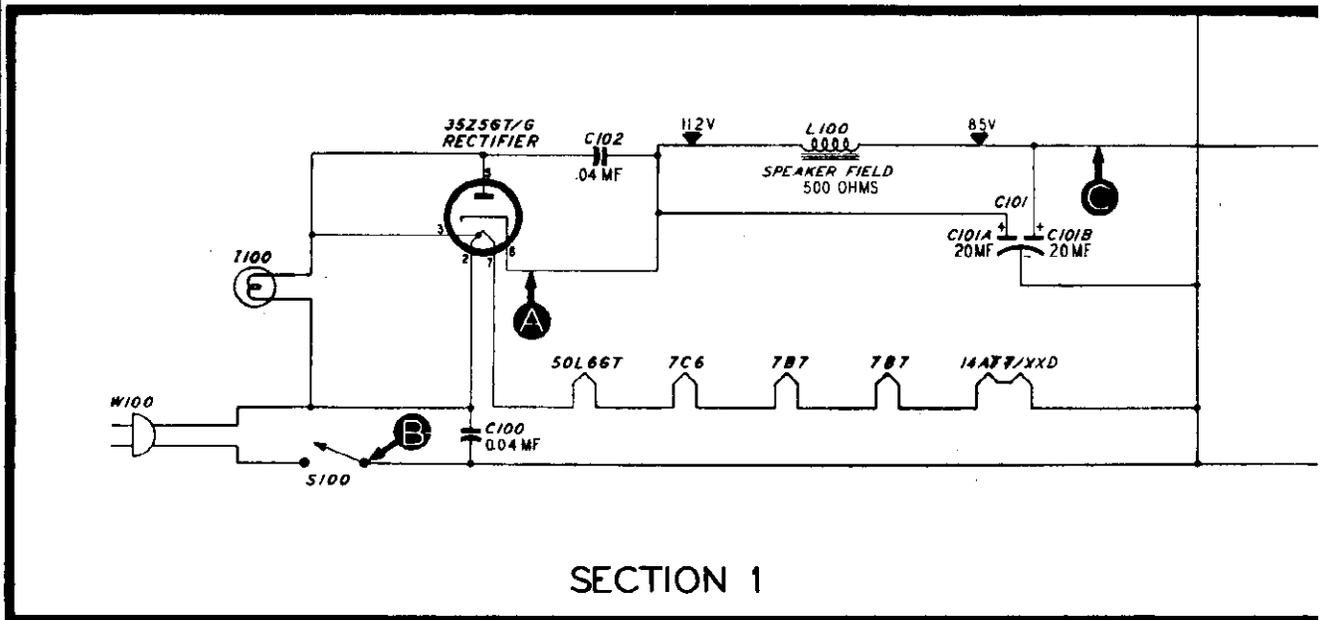 35Z5GT/G
RECTIFIER
C102
.04 MF
112V
L100
85V
SPEAKER FIELD
500 OHMS
C
5
3
2
7
8
C101
+ +
C101A
20MF
C101B
20MF
-
I100
A
50L6GT
7C6
7B7
7B7
W100
B
C100
0.04 MF
S100
SECTION 1